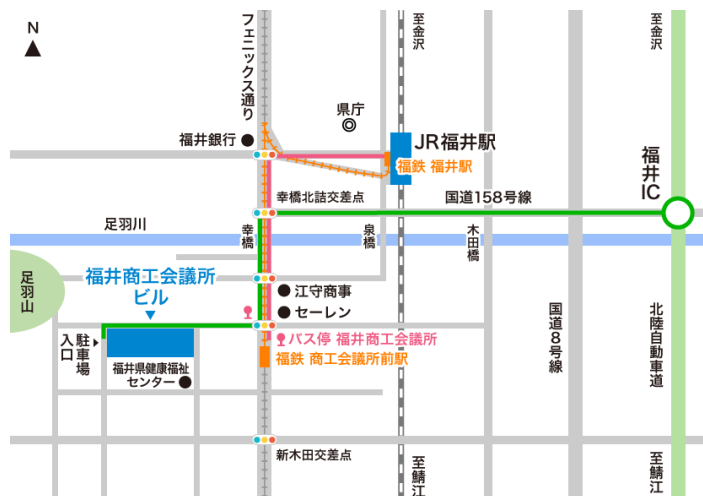 N
フェニックス通り
至金沢
至金沢
県庁
福井銀行
JR福井駅
福鉄 福井駅
福井
IC
幸橋北詰交差点
国道158号線
足羽川
幸橋
泉橋
木田橋
足羽山
福井商工会議所
ビル
江守商事
セーレン
バス停 福井商工会議所
福鉄 商工会議所前駅
駐車場
入口
福井県健康福祉
センター
国道8号線
北陸自動車道
新木田交差点
至鯖江
至鯖江